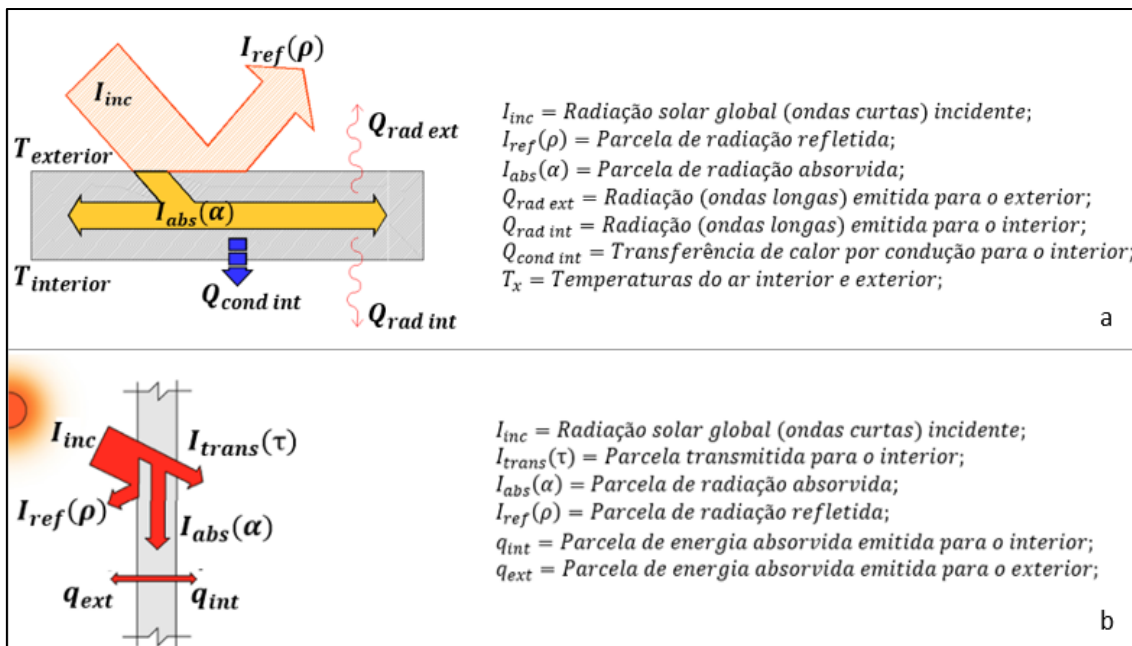 I_ref(ρ)
I_inc
Q_rad ext
T_exterior
I_abs(α)
T_interior
Q_cond int
Q_rad int
I_inc = Radiação solar global (ondas curtas) incidente;
I_ref(ρ) = Parcela de radiação refletida;
I_abs(α) = Parcela de radiação absorvida;
Q_rad ext = Radiação (ondas longas) emitida para o exterior;
Q_rad int = Radiação (ondas longas) emitida para o interior;
Q_cond int = Transferência de calor por condução para o interior;
T_x = Temperaturas do ar interior e exterior;
a
I_inc
I_trans(τ)
I_ref(ρ)
I_abs(α)
q_ext
q_int
I_inc = Radiação solar global (ondas curtas) incidente;
I_trans(τ) = Parcela transmitida para o interior;
I_abs(α) = Parcela de radiação absorvida;
I_ref(ρ) = Parcela de radiação refletida;
q_int = Parcela de energia absorvida emitida para o interior;
q_ext = Parcela de energia absorvida emitida para o exterior;
b